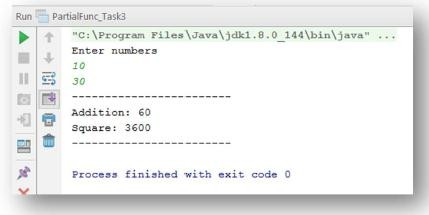 Run PartialFunc_Task3
"C:\Program Files\Java\jdk1.8.0_144\bin\java" ...
Enter numbers
10
30
-----------------------
Addition: 60
Square: 3600
-----------------------
Process finished with exit code 0